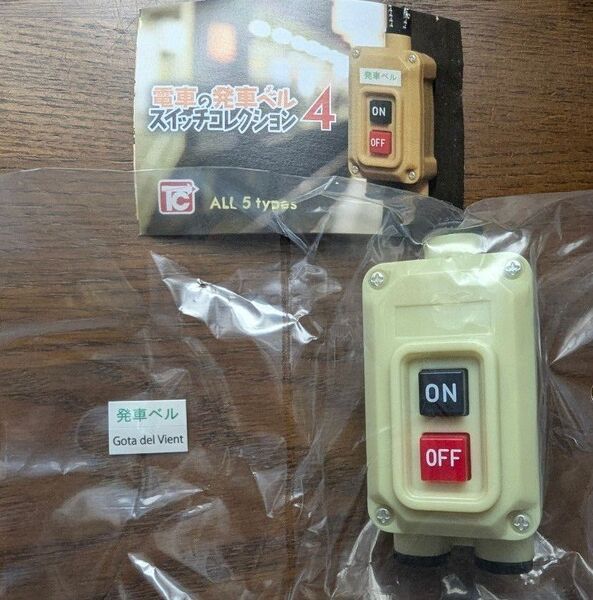 発車ベル
ON
OFF
電車の発車ベル
スイッチコレクション4
TC
ALL 5 types
ON
OFF
発車ベル
Gota del Vient